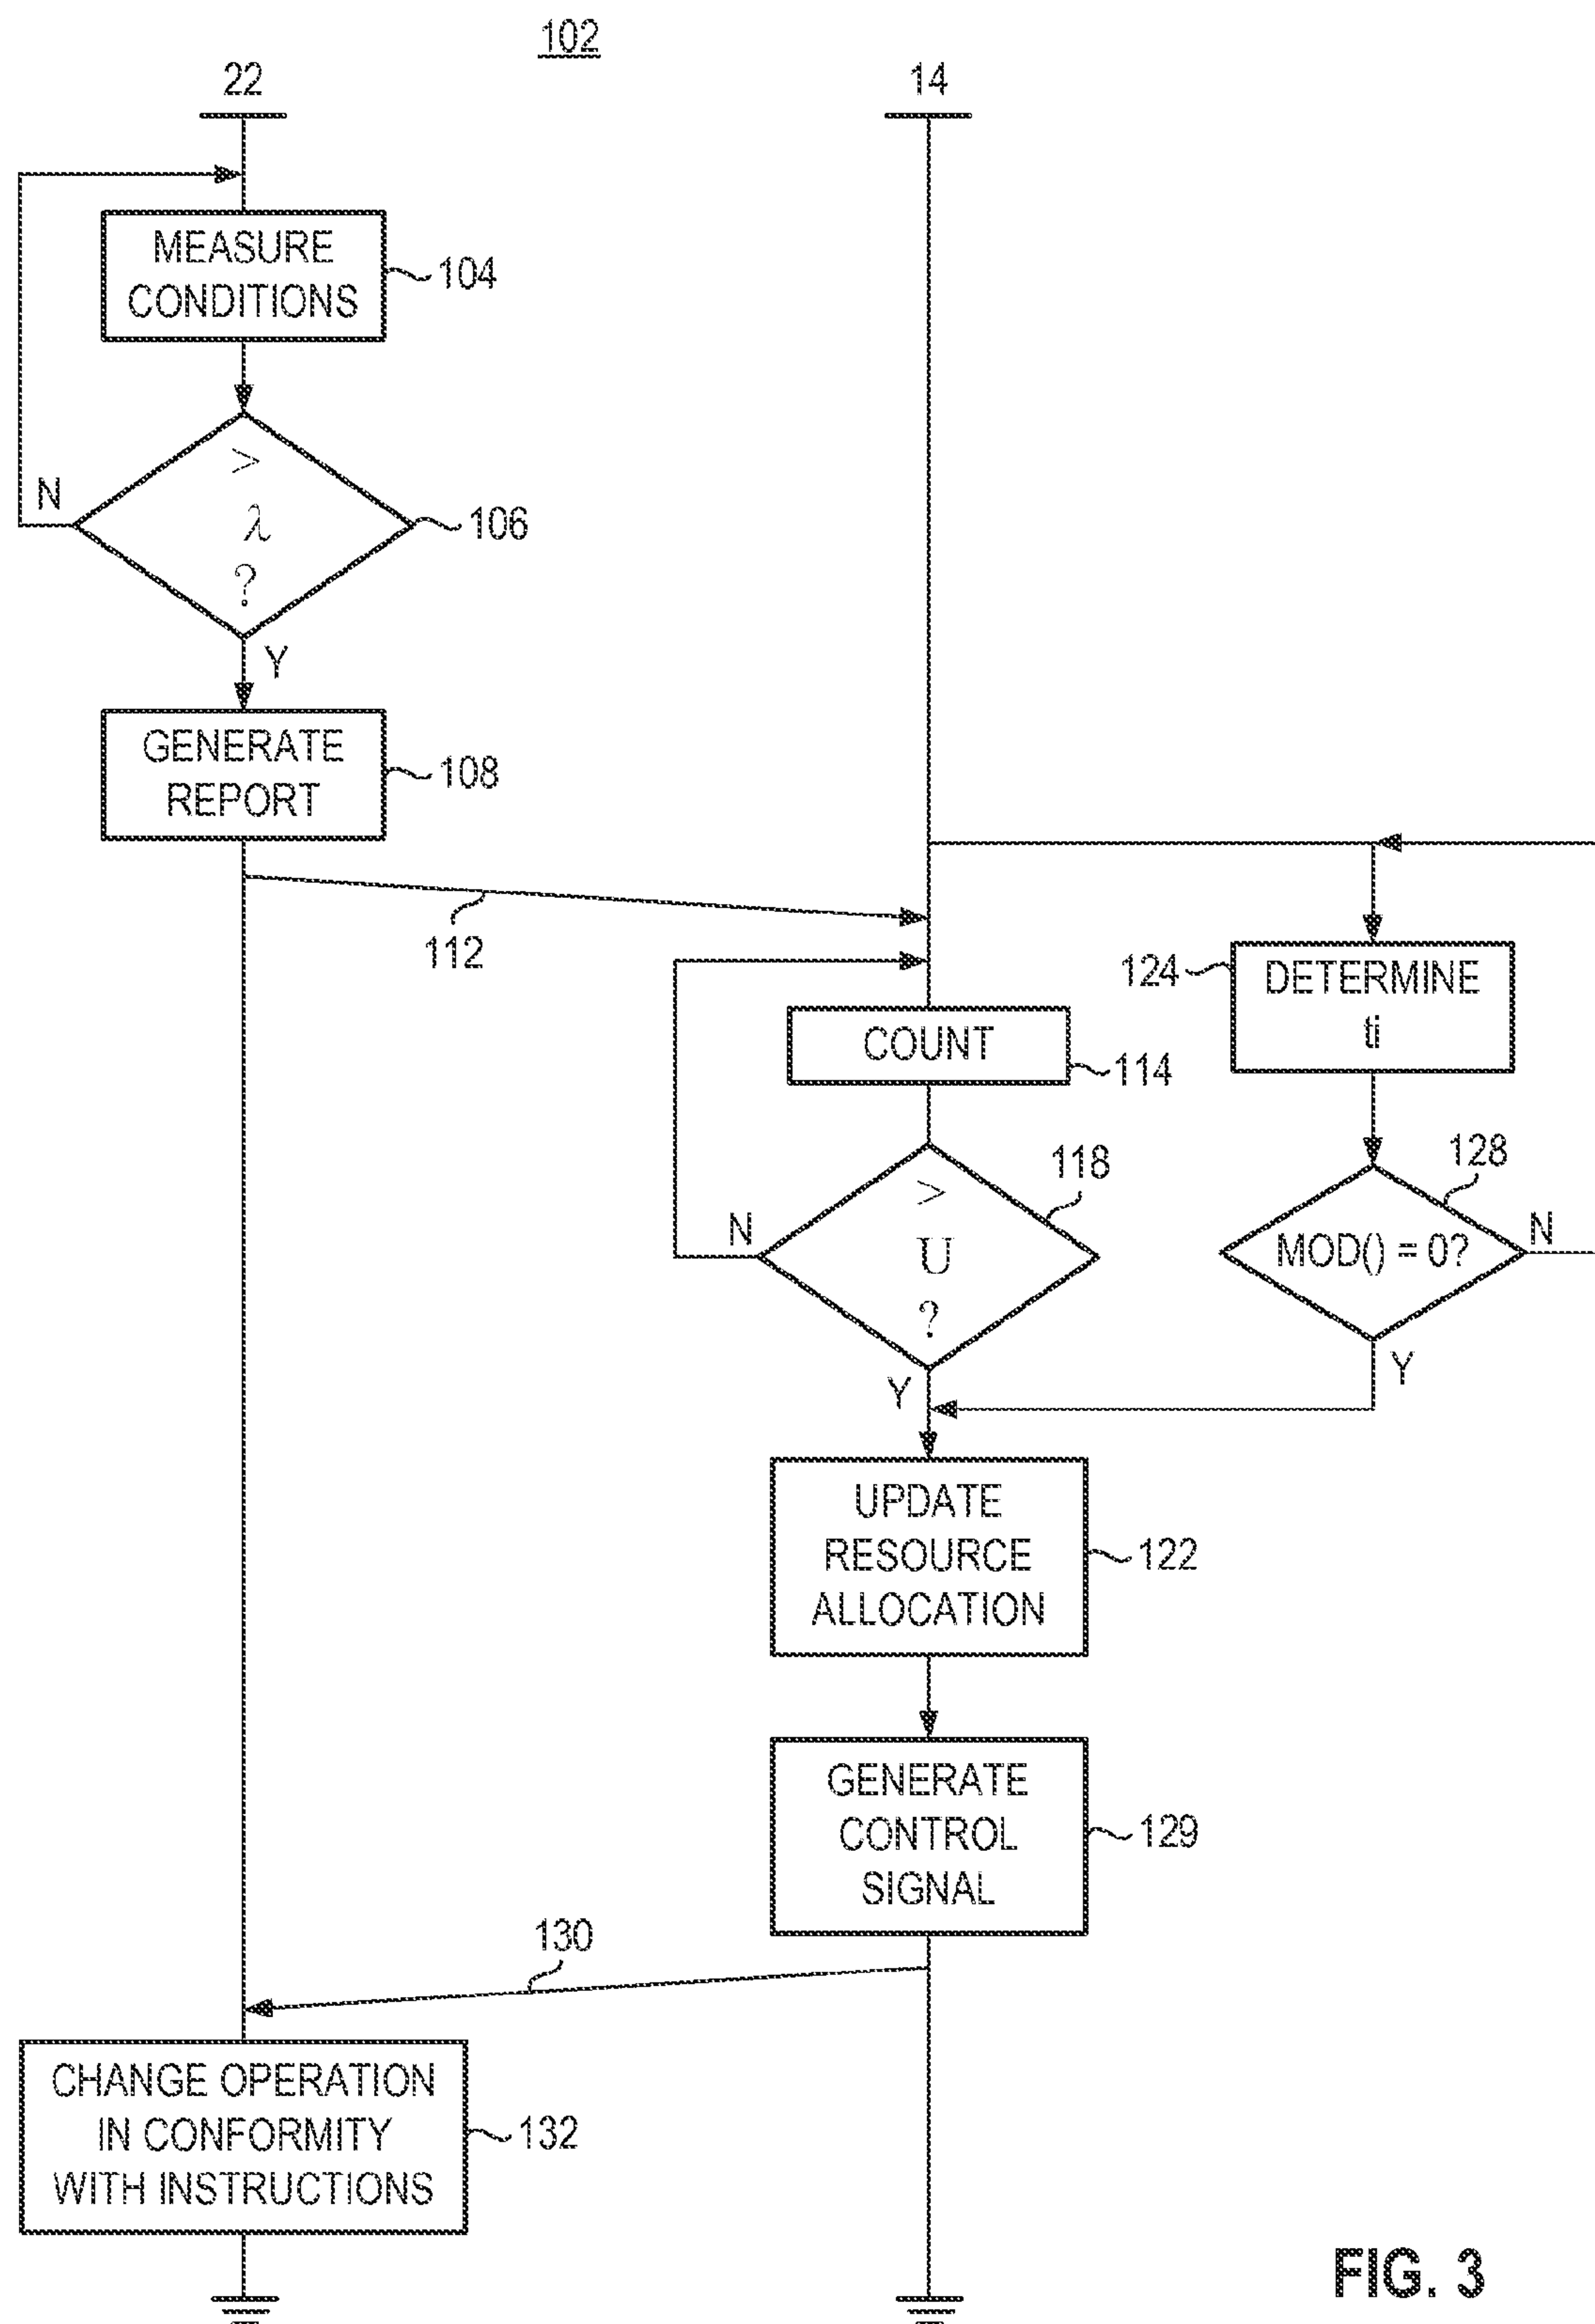 102
22
14
MEASURE
CONDITIONS
104
>
λ
?
106
N
Y
GENERATE
REPORT
108
112
COUNT
114
124
DETERMINE
ti
>
U
?
118
N
Y
128
MOD() = 0?
N
Y
UPDATE
RESOURCE
ALLOCATION
122
GENERATE
CONTROL
SIGNAL
129
130
CHANGE OPERATION
IN CONFORMITY
WITH INSTRUCTIONS
132
FIG. 3